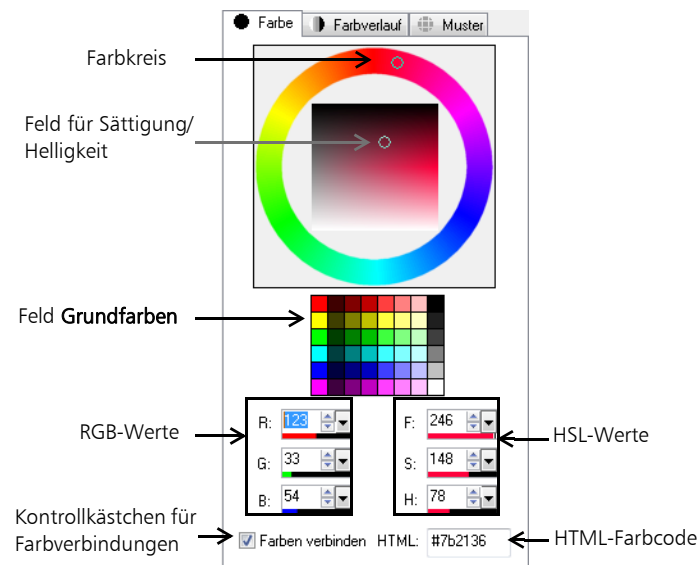 Farbe Farbverlauf Muster
Farbkreis
Feld für Sättigung/
Helligkeit
Feld Grundfarben
RGB-Werte
R: 123
G: 33
B: 54
F: 246
S: 148
H: 78
HSL-Werte
Kontrollkästchen für
Farbverbindungen
Farben verbinden HTML: #7b2136
HTML-Farbcode